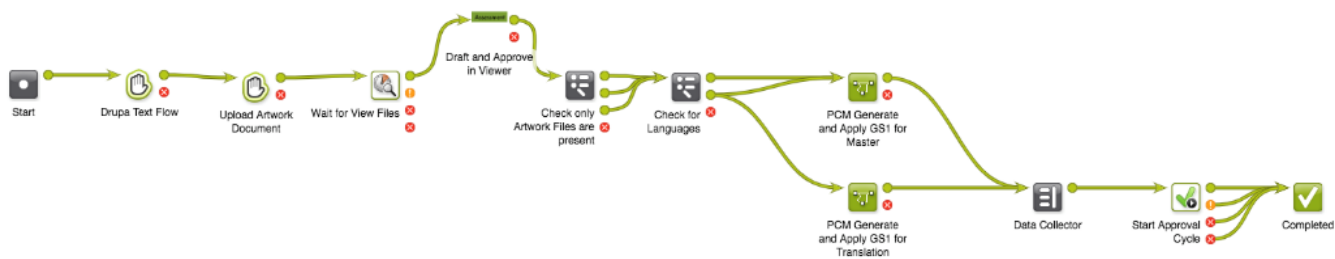 Start
Drupa Text Flow
Upload Artwork
Document
Wait for View Files
Draft and Approve
in Viewer
Check only
Artwork Files are
present
Check for
Languages
PCM Generate
and Apply GS1 for
Master
PCM Generate
and Apply GS1 for
Translation
Data Collector
Start Approval
Cycle
Completed